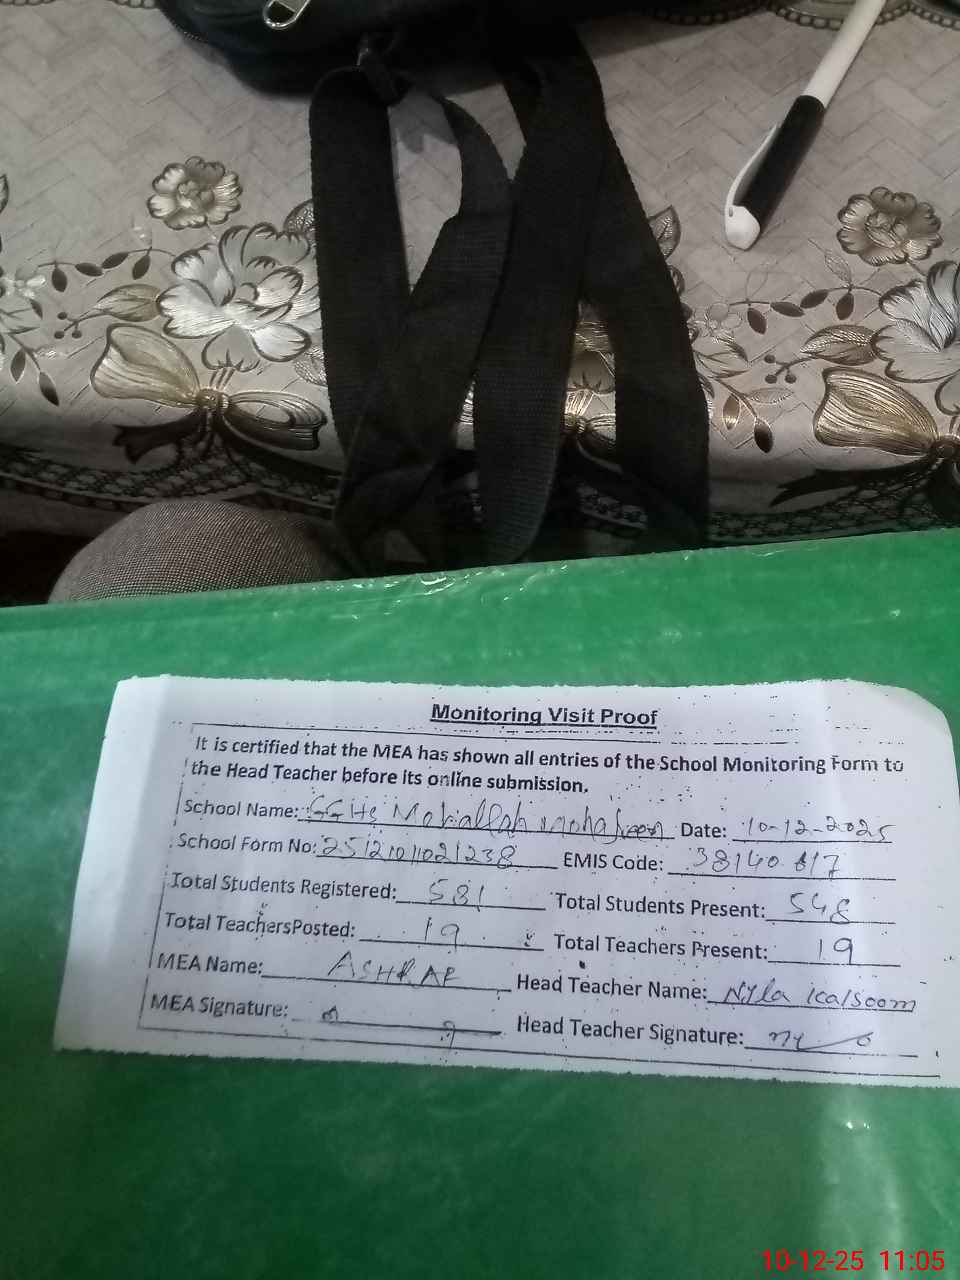 Monitoring Visit Proof
It is certified that the MEA has shown all entries of the School Monitoring Form to
the Head Teacher before its online submission.
School Name: GGHS Mohallah Date: 10-12-2025
School Form No: 2512101021238 EMIS Code: 38140617
Total Students Registered: 581 Total Students Present: 548
Total TeachersPosted: 19 Total Teachers Present: 19
MEA Name: ASHRAF Head Teacher Name: Nyla Kalsoom
MEA Signature: Head Teacher Signature:
10-12-25 11:05